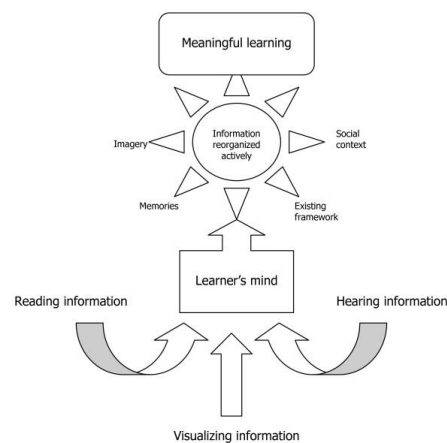 Meaningful learning
Information
reorganized
actively
Imagery
Social
context
Memories
Existing
framework
Learner's mind
Reading information
Hearing information
Visualizing information